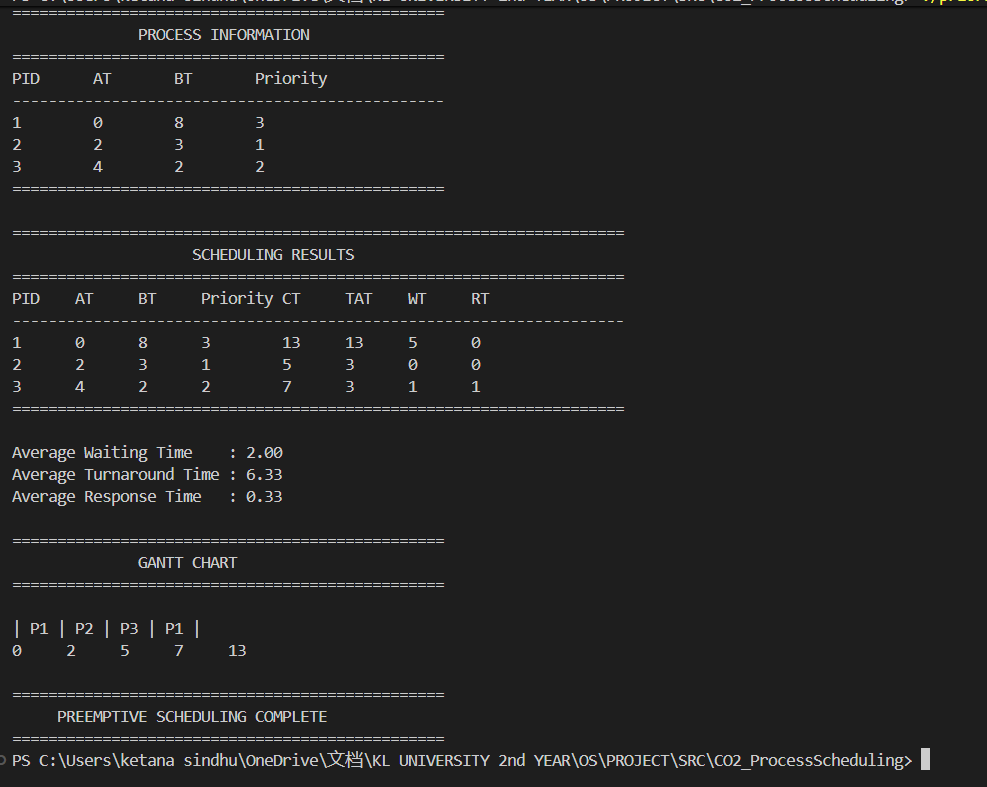 ================================================
PROCESS INFORMATION
================================================
PID AT BT Priority
------------------------------------------------
1 0 8 3
2 2 3 1
3 4 2 2
================================================
====================================================================
SCHEDULING RESULTS
====================================================================
PID AT BT Priority CT TAT WT RT
--------------------------------------------------------------------
1 0 8 3 13 13 5 0
2 2 3 1 5 3 0 0
3 4 2 2 7 3 1 1
====================================================================
Average Waiting Time : 2.00
Average Turnaround Time : 6.33
Average Response Time : 0.33
================================================
GANTT CHART
================================================
| P1 | P2 | P3 | P1 |
0 2 5 7 13
================================================
PREEMPTIVE SCHEDULING COMPLETE
================================================
PS C:\Users\ketana sindhu\OneDrive\文档\KL UNIVERSITY 2nd YEAR\OS\PROJECT\SRC\CO2_ProcessScheduling>